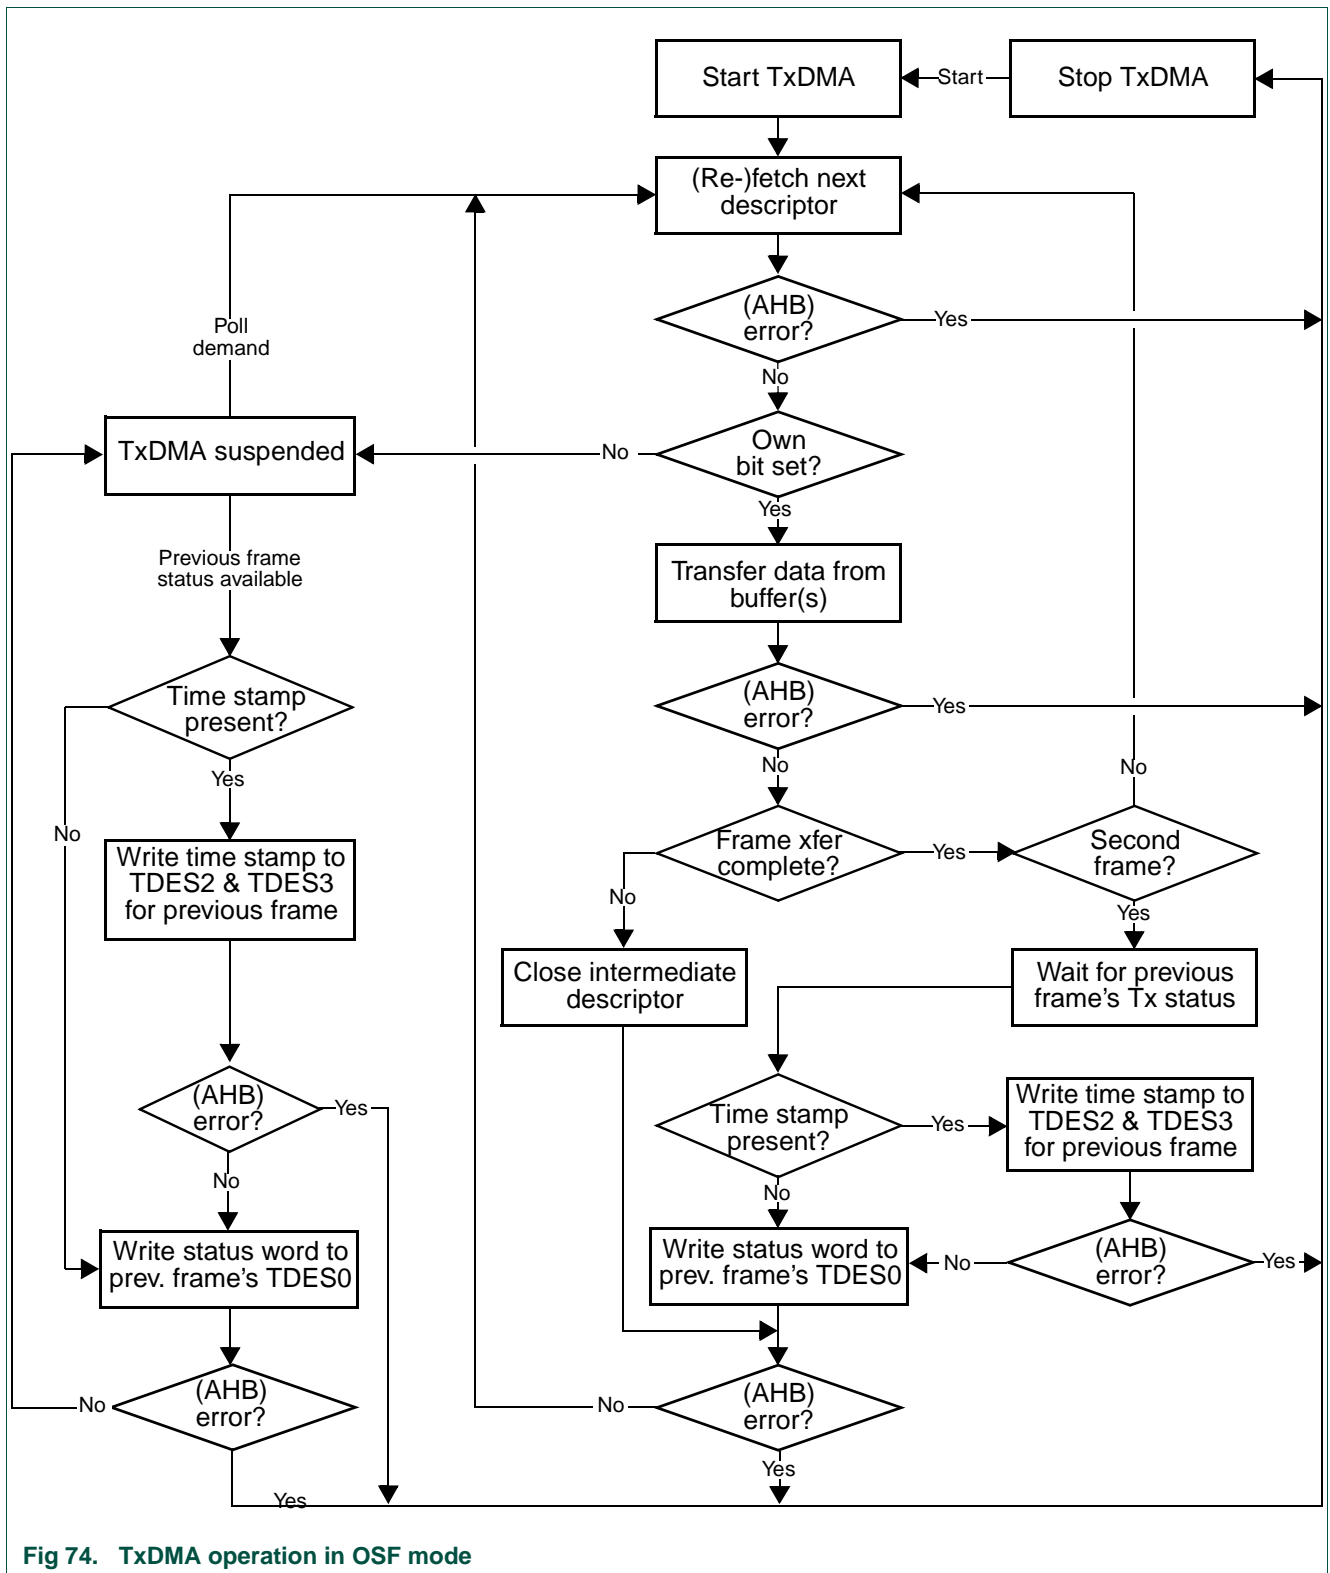 Start TxDMA
Start
Stop TxDMA
(Re-)fetch next
descriptor
(AHB)
error?
Yes
No
Poll
demand
TxDMA suspended
No
Own
bit set?
Yes
Previous frame
status available
Transfer data from
buffer(s)
Time stamp
present?
(AHB)
error?
Yes
No
Yes
No
No
Write time stamp to
TDES2 & TDES3
for previous frame
Frame xfer
complete?
Yes
Second
frame?
No
Yes
Close intermediate
descriptor
Wait for previous
frame's Tx status
(AHB)
error?
Yes
No
Time stamp
present?
Yes
Write time stamp to
TDES2 & TDES3
for previous frame
No
Write status word to
prev. frame's TDES0
Write status word to
prev. frame's TDES0
No
(AHB)
error?
Yes
No
(AHB)
error?
No
(AHB)
error?
Yes
Yes
Fig 74. TxDMA operation in OSF mode